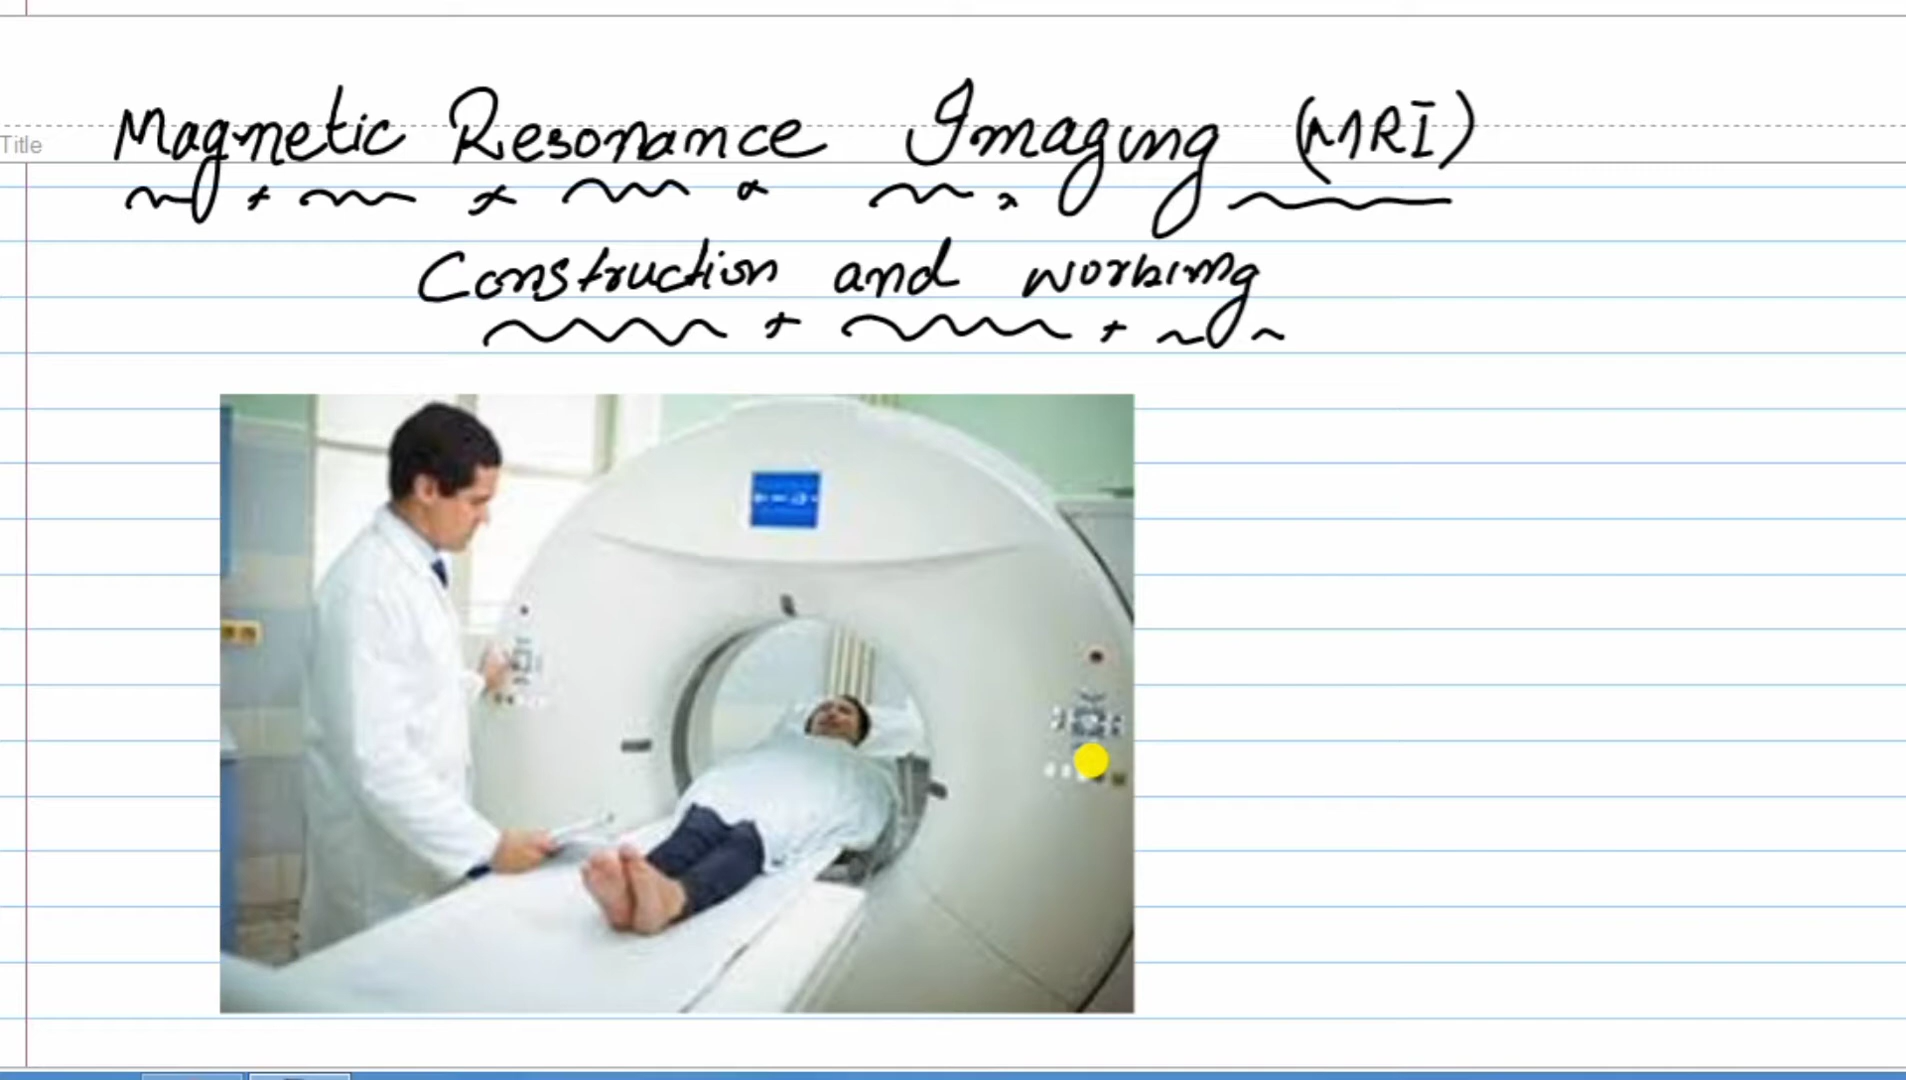 Title
Magnetic Resonance Imaging (MRI)
Construction and working